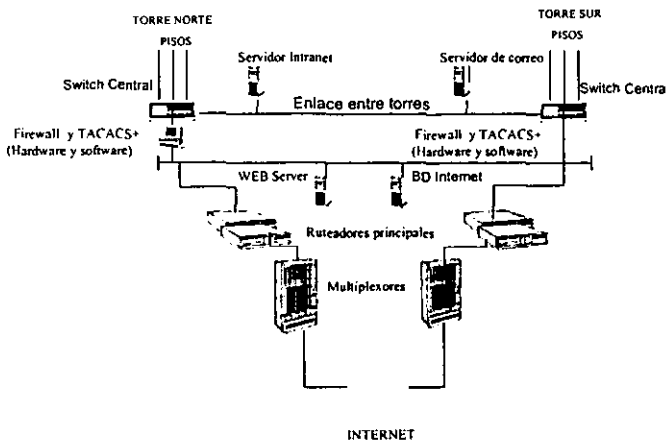 TORRE NORTE
PISOS
TORRE SUR
PISOS
Servidor Intranet
Servidor de correo
Switch Central
Switch Centra
Enlace entre torres
Firewall y TACACS+
(Hardware y software)
Firewall y TACACS+
(Hardware y software)
WEB Server
BD Internet
Ruteadores principales
Multiplexores
INTERNET